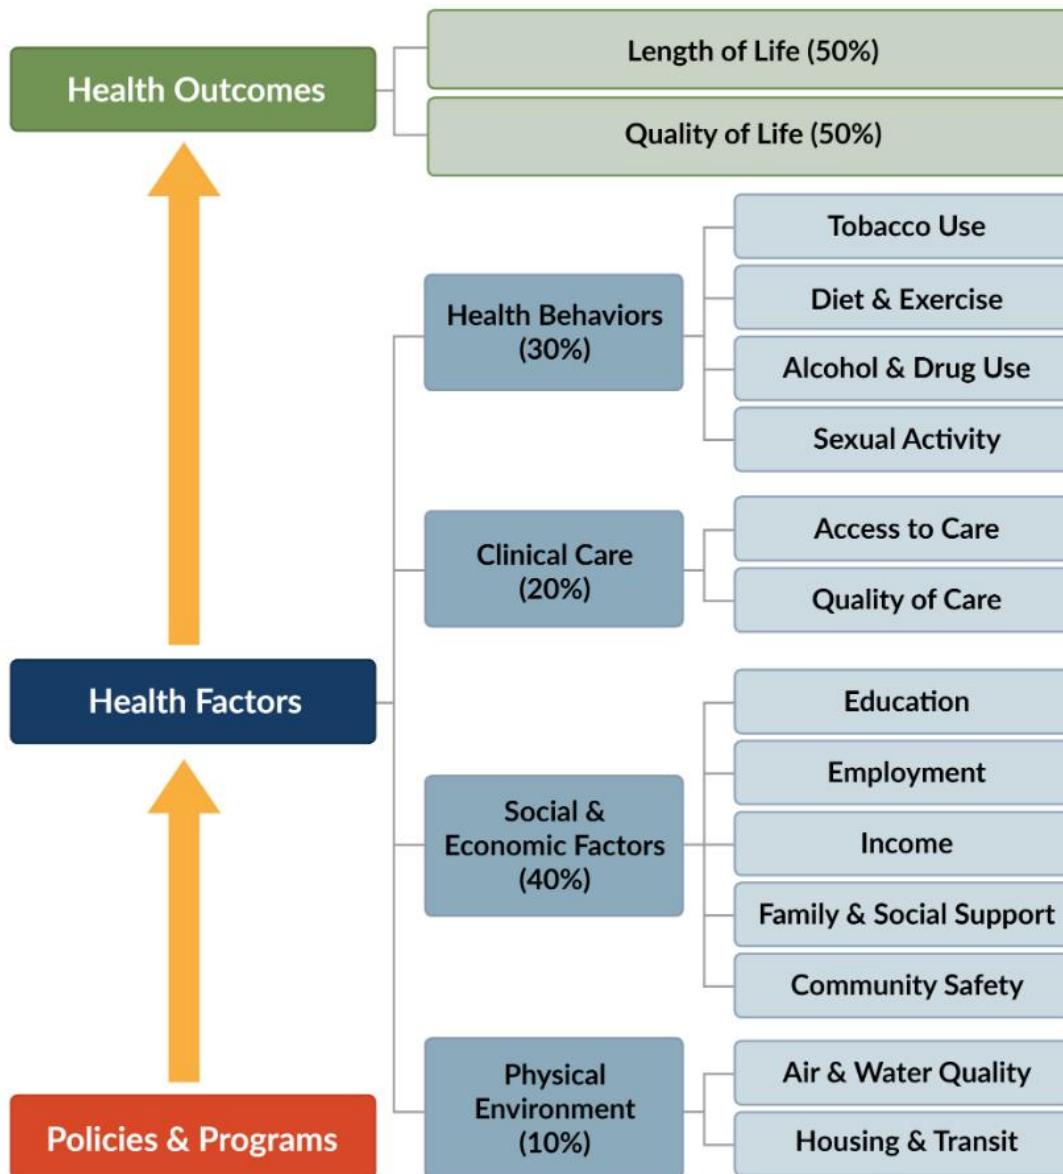 Health Outcomes
Length of Life (50%)
Quality of Life (50%)
Health Factors
Health Behaviors
(30%)
Tobacco Use
Diet & Exercise
Alcohol & Drug Use
Sexual Activity
Clinical Care
(20%)
Access to Care
Quality of Care
Social &
Economic Factors
(40%)
Education
Employment
Income
Family & Social Support
Community Safety
Physical
Environment
(10%)
Air & Water Quality
Housing & Transit
Policies & Programs